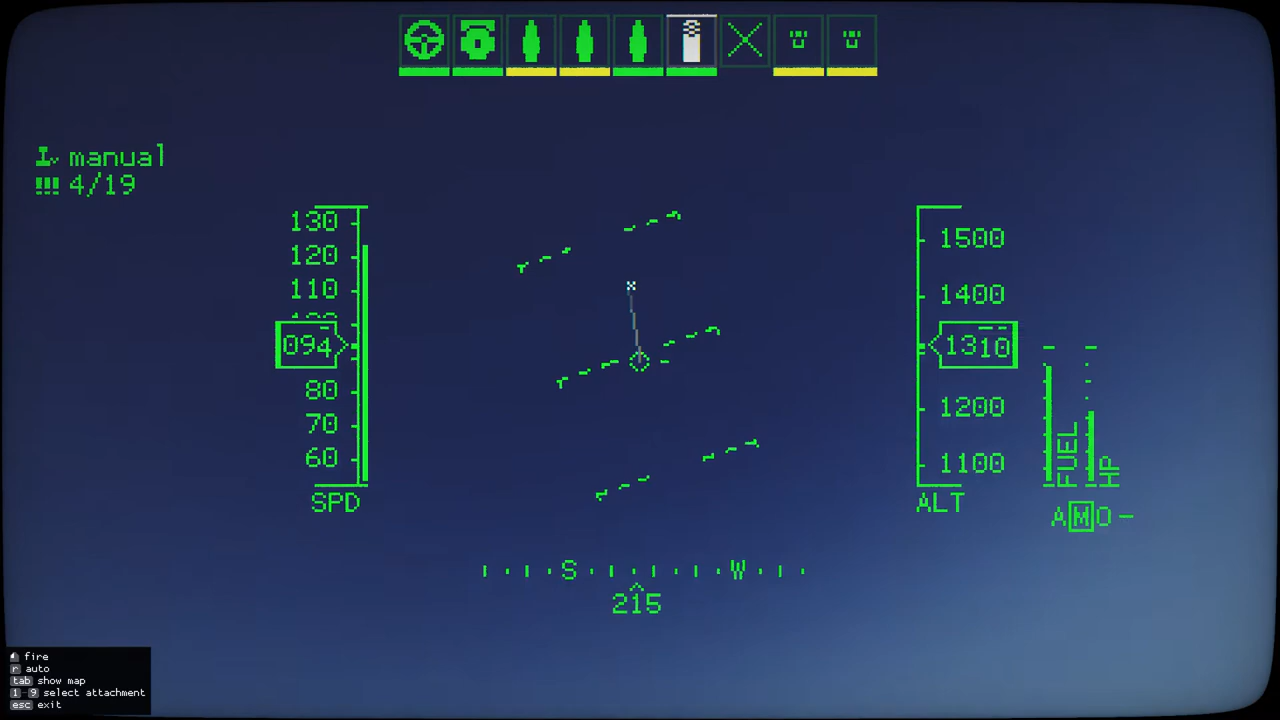 manual
4/19
130
120
110
094
80
70
60
SPD
1500
1400
1310
1200
1100
ALT
FUEL
HP
AMO-
S W
215
fire
r auto
tab show map
1-9 select attachment
esc exit